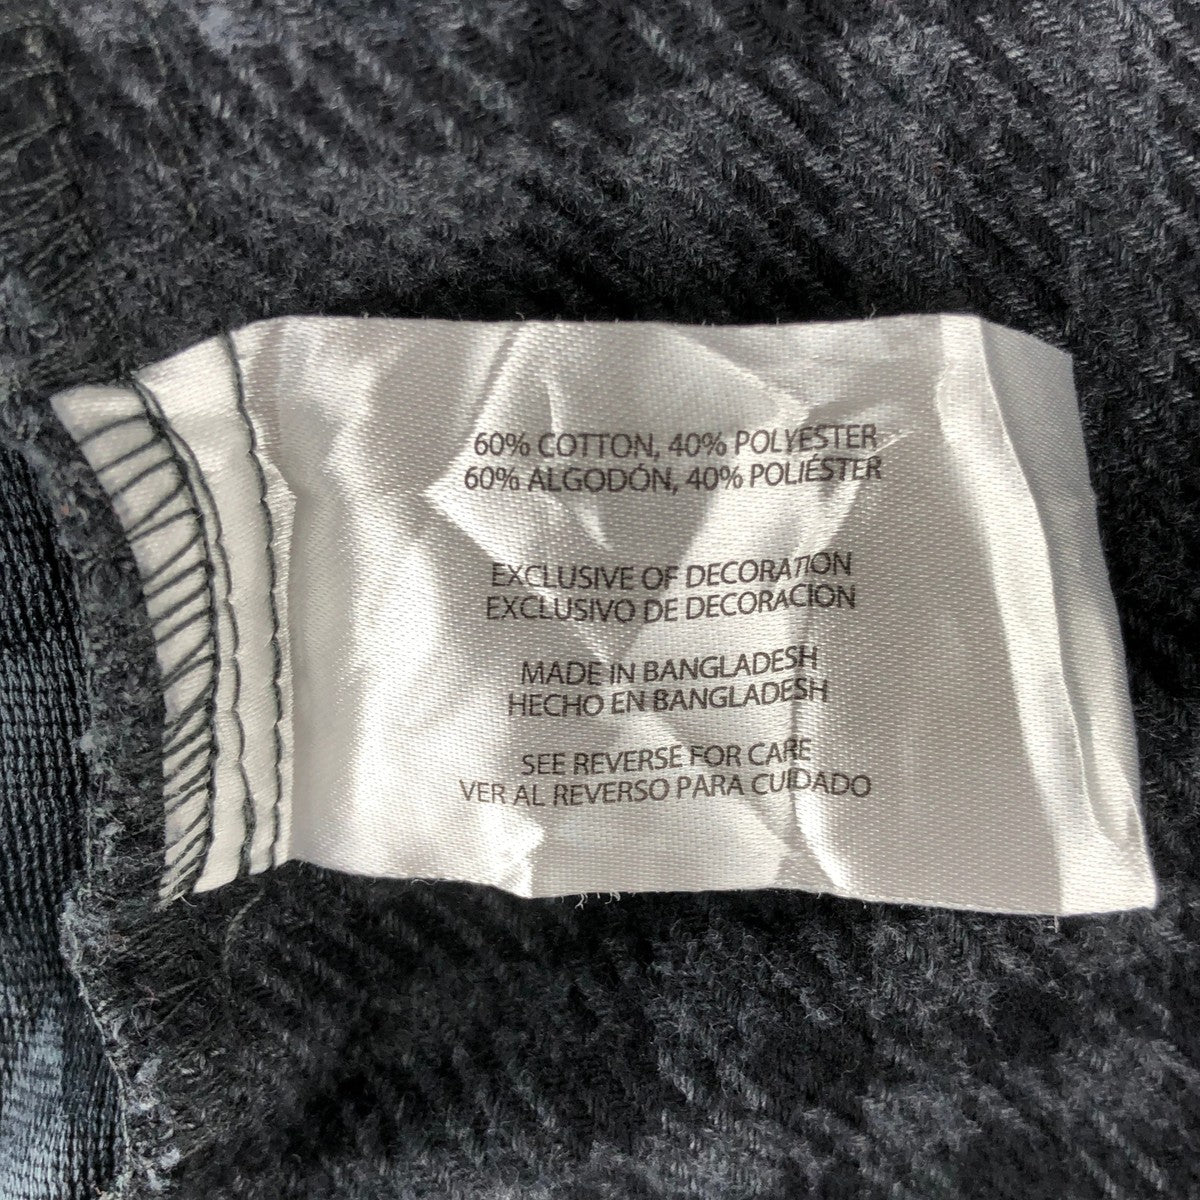 60% COTTON, 40% POLYESTER
60% ALGODÓN, 40% POLIÉSTER
EXCLUSIVE OF DECORATION
EXCLUSIVO DE DECORACION
MADE IN BANGLADESH
HECHO EN BANGLADESH
SEE REVERSE FOR CARE
VER AL REVERSO PARA CUIDADO